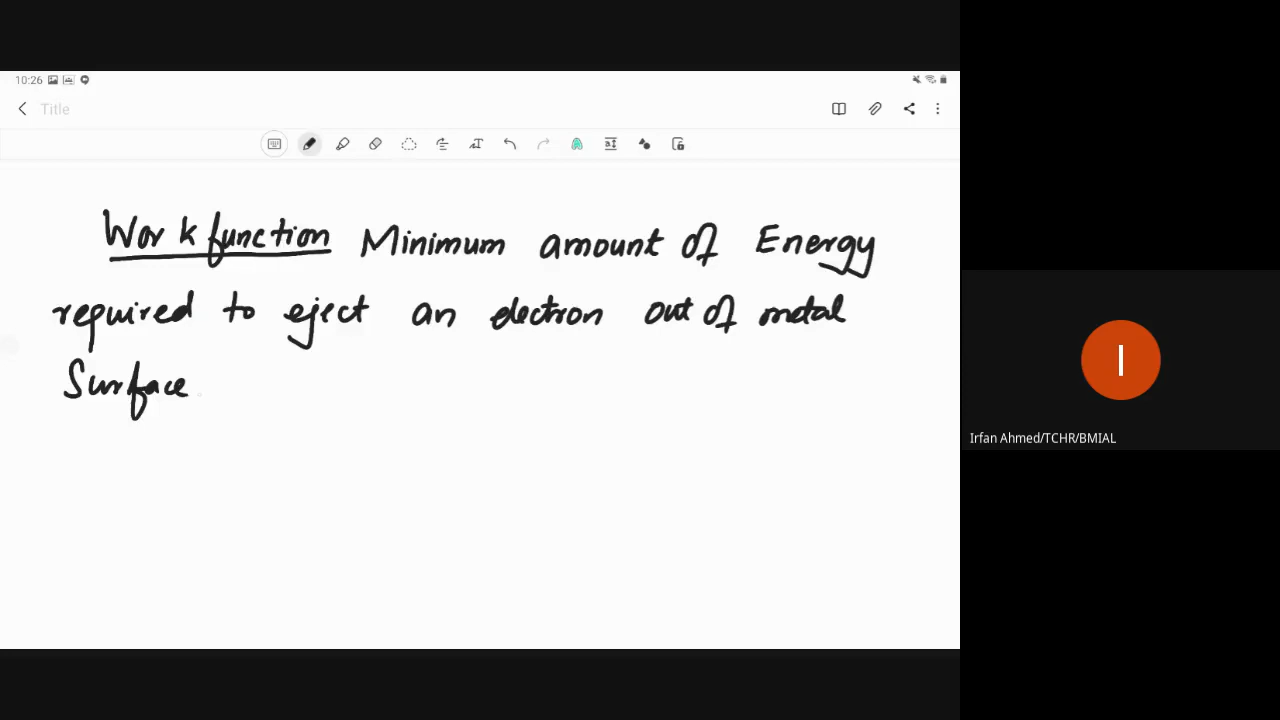 10:26
Title
Work function Minimum amount of Energy
required to eject an electron out of metal
Surface
I
Irfan Ahmed/TCHR/BMIAL